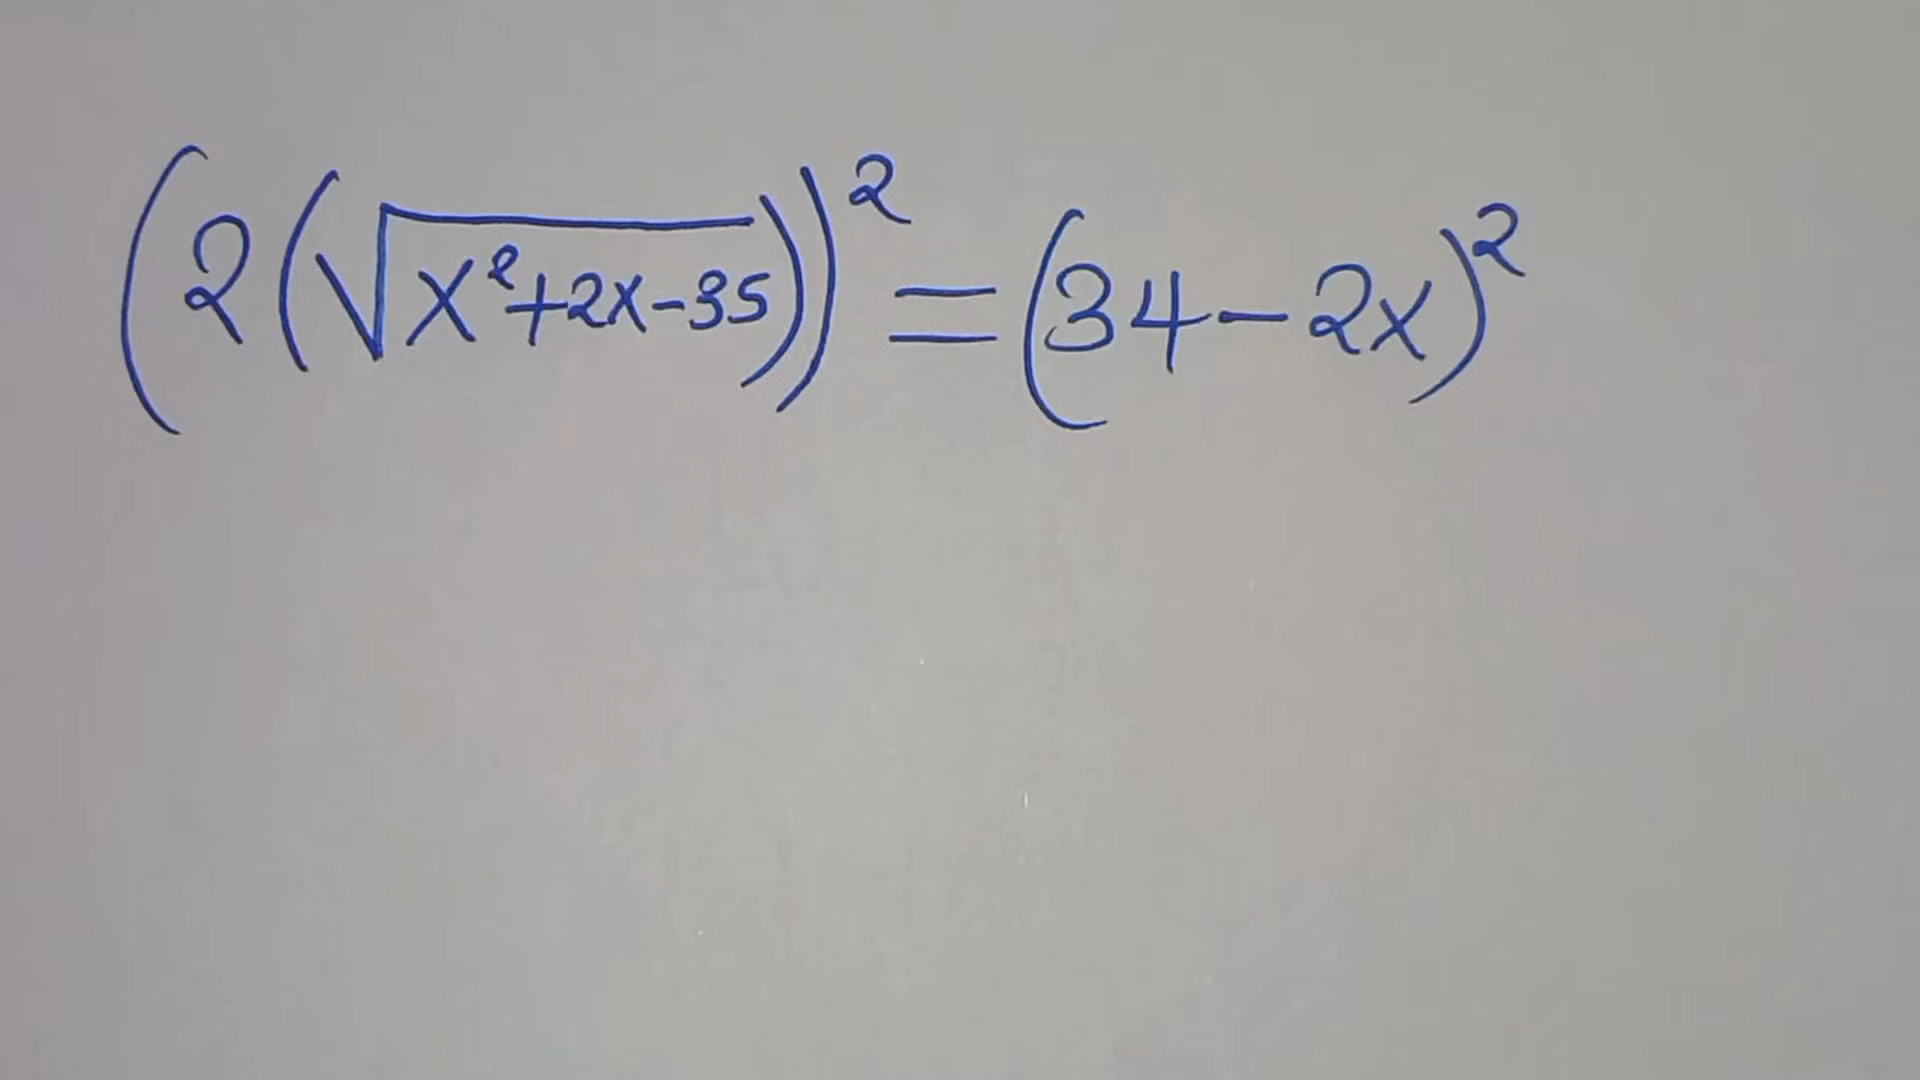 (2(√x²+2x-35))² = (34-2x)²